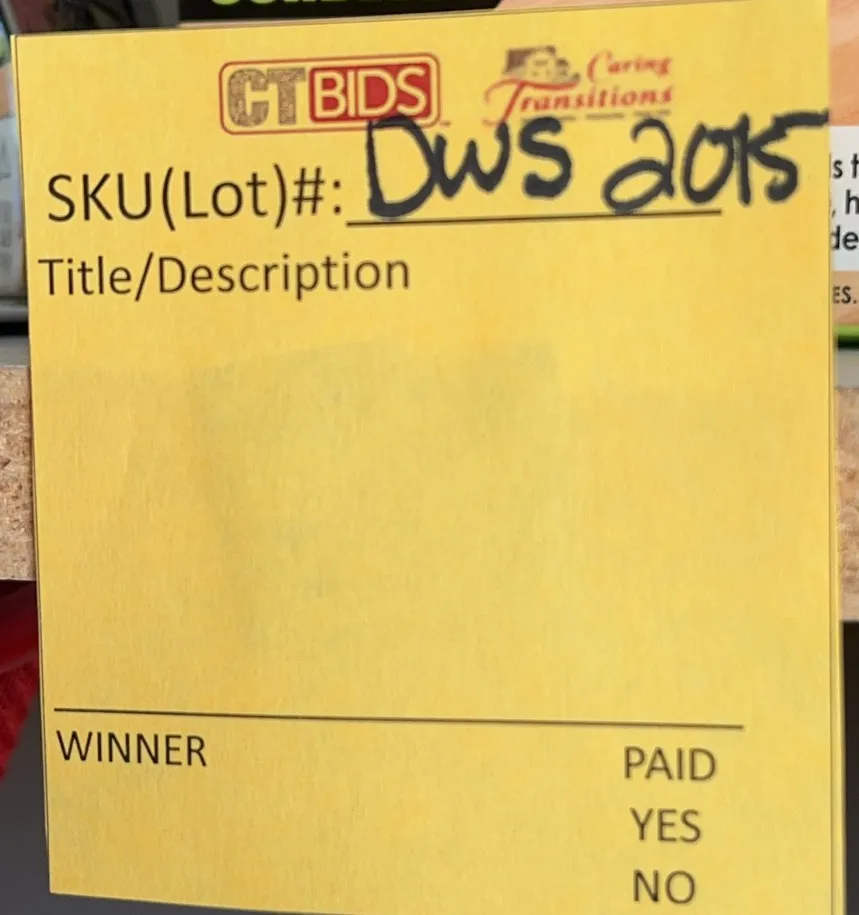 CTBIDS
Caring
Transitions
SKU(Lot)#: DWS 2015
Title/Description
WINNER
PAID
YES
NO